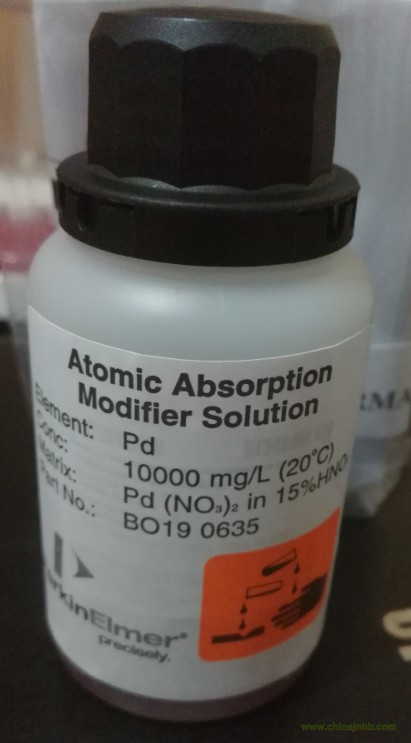 Atomic Absorption
Modifier Solution
Element: Pd
Conc: 10000 mg/L (20°C)
Matrix: Pd (NO₃)₂ in 15%HNO₃
Part No.: BO19 0635
PerkinElmer®
precisely.
www.chinajnhb.com